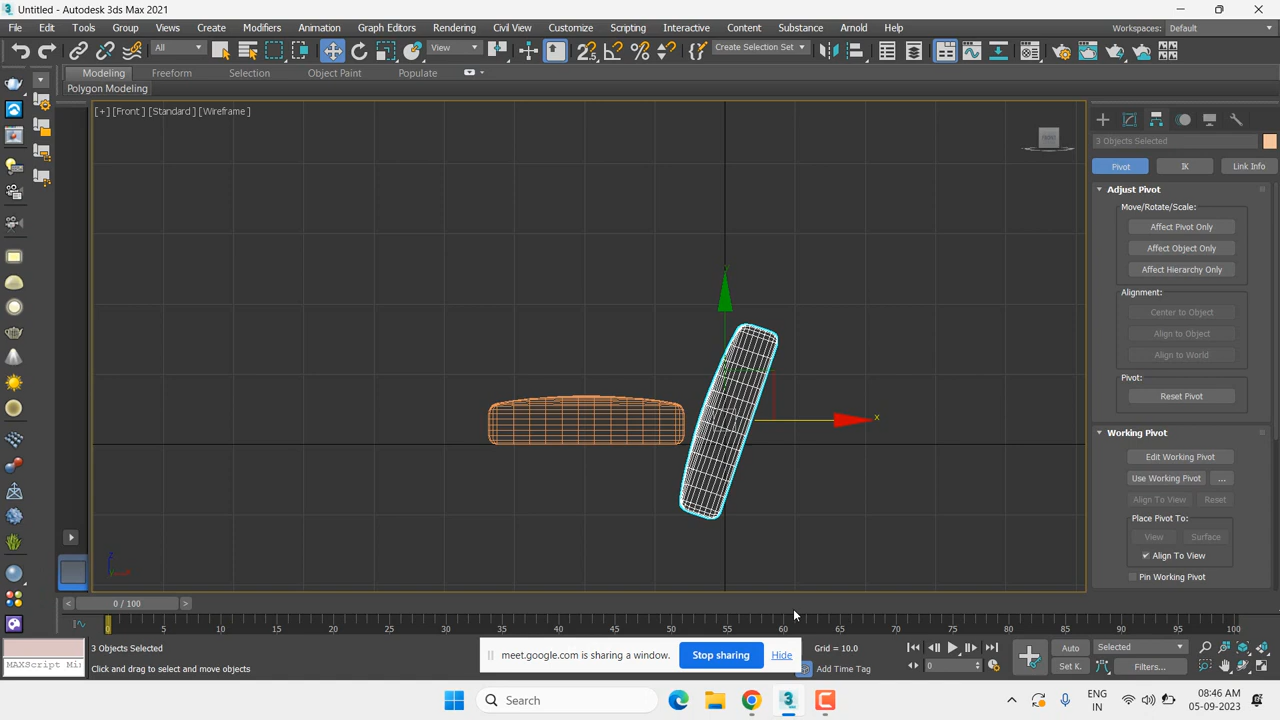 Untitled - Autodesk 3ds Max 2021
File Edit Tools Group Views Create Modifiers Animation Graph Editors Rendering Civil View Customize Scripting Interactive Content Substance Arnold Help
Workspaces: Default
All View Create Selection Set
Modeling Freeform Selection Object Paint Populate
Polygon Modeling
[+] [Front ] [Standard ] [Wireframe ]
3 Objects Selected
Pivot IK Link Info
Adjust Pivot
Move/Rotate/Scale:
Affect Pivot Only
Affect Object Only
Affect Hierarchy Only
Alignment:
Center to Object
Align to Object
Align to World
Pivot:
Reset Pivot
Working Pivot
Edit Working Pivot
Use Working Pivot ...
Align To View Reset
Place Pivot To:
View Surface
Align To View
Pin Working Pivot
x
< 0 / 100 >
0 5 10 15 20 25 30 35 40 45 50 55 60 65 70 75 80 85 90 95 100
3 Objects Selected
MAXScript Mi
Click and drag to select and move objects
meet.google.com is sharing a window. Stop sharing Hide
Grid = 10.0
Add Time Tag
0
Auto Selected
Set K. Filters...
Search
ENG
IN
08:46 AM
05-09-2023